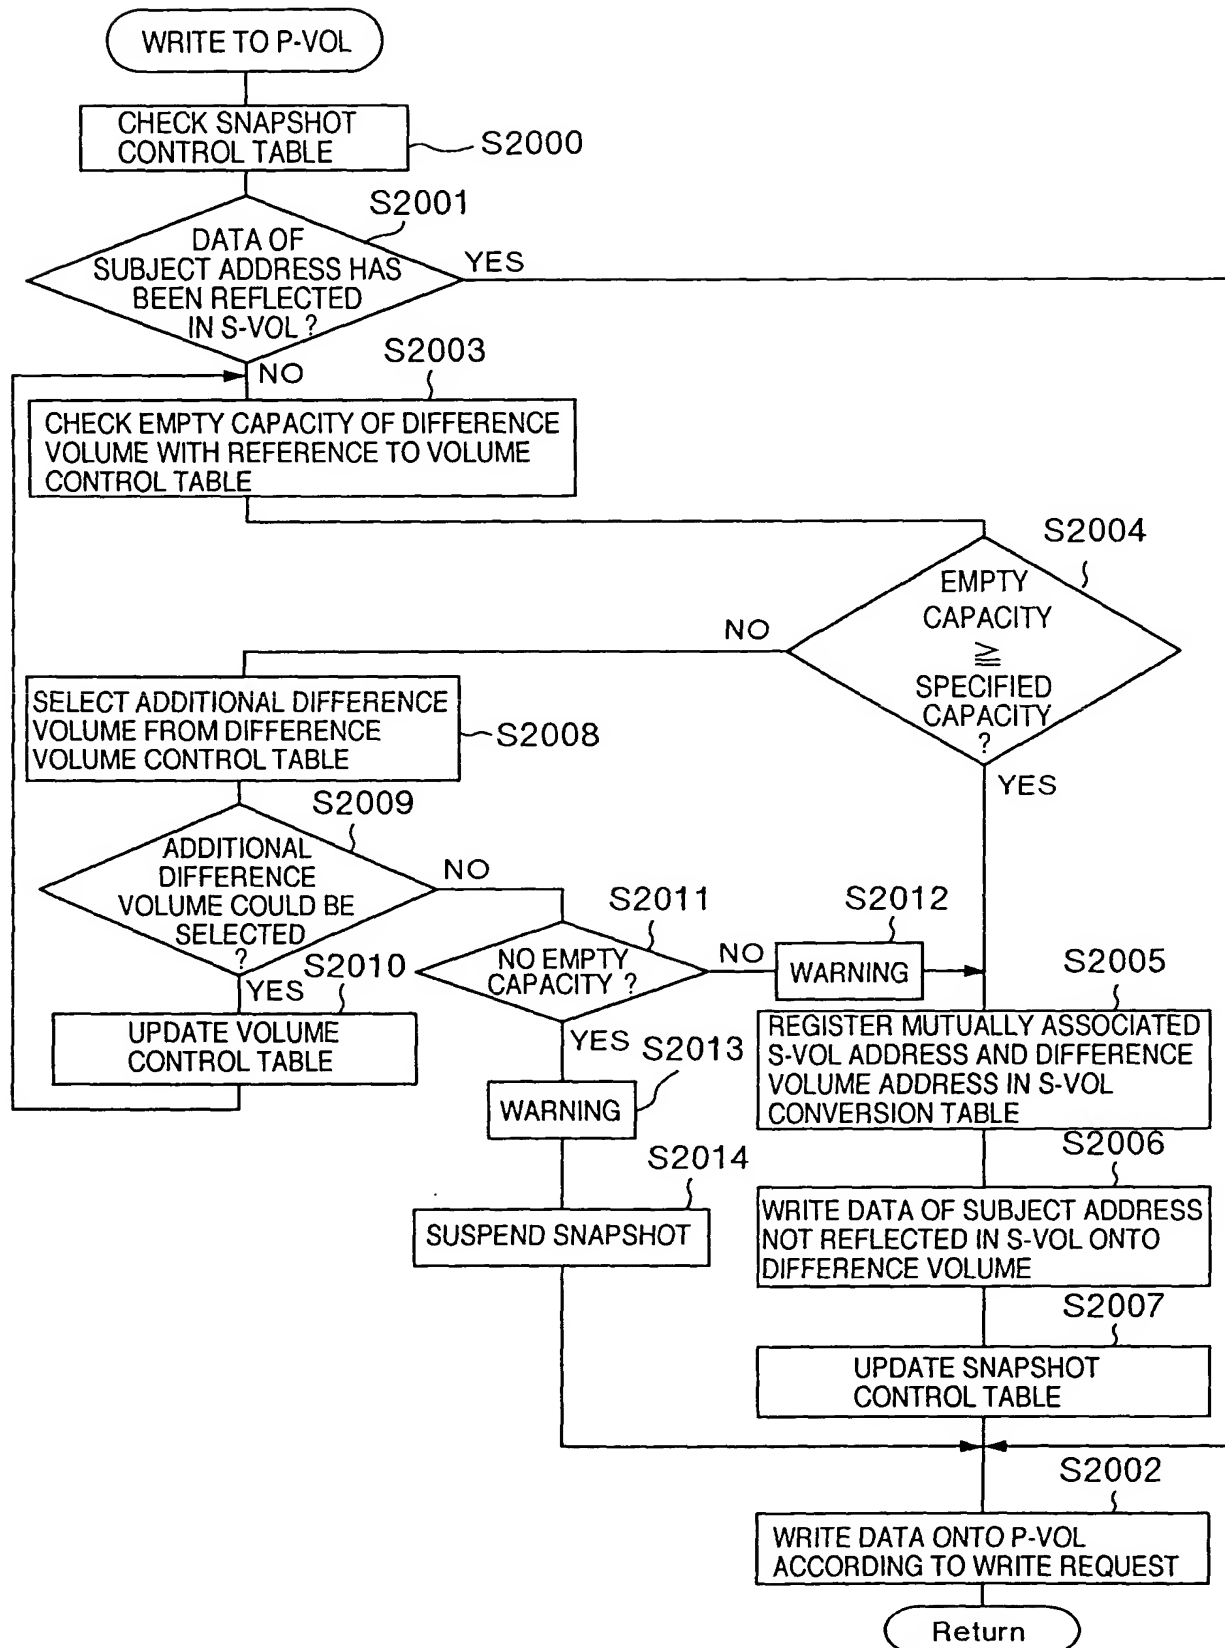 WRITE TO P-VOL
CHECK SNAPSHOT
CONTROL TABLE
S2000
S2001
DATA OF
SUBJECT ADDRESS HAS
BEEN REFLECTED
IN S-VOL ?
YES
NO
S2003
CHECK EMPTY CAPACITY OF DIFFERENCE
VOLUME WITH REFERENCE TO VOLUME
CONTROL TABLE
S2004
EMPTY
CAPACITY
≧
SPECIFIED
CAPACITY
?
NO
YES
SELECT ADDITIONAL DIFFERENCE
VOLUME FROM DIFFERENCE
VOLUME CONTROL TABLE
S2008
S2009
ADDITIONAL
DIFFERENCE
VOLUME COULD BE
SELECTED
?
NO
YES
S2010
UPDATE VOLUME
CONTROL TABLE
S2011
NO EMPTY
CAPACITY ?
NO
YES
S2012
WARNING
S2013
WARNING
S2014
SUSPEND SNAPSHOT
S2005
REGISTER MUTUALLY ASSOCIATED
S-VOL ADDRESS AND DIFFERENCE
VOLUME ADDRESS IN S-VOL
CONVERSION TABLE
S2006
WRITE DATA OF SUBJECT ADDRESS
NOT REFLECTED IN S-VOL ONTO
DIFFERENCE VOLUME
S2007
UPDATE SNAPSHOT
CONTROL TABLE
S2002
WRITE DATA ONTO P-VOL
ACCORDING TO WRITE REQUEST
Return